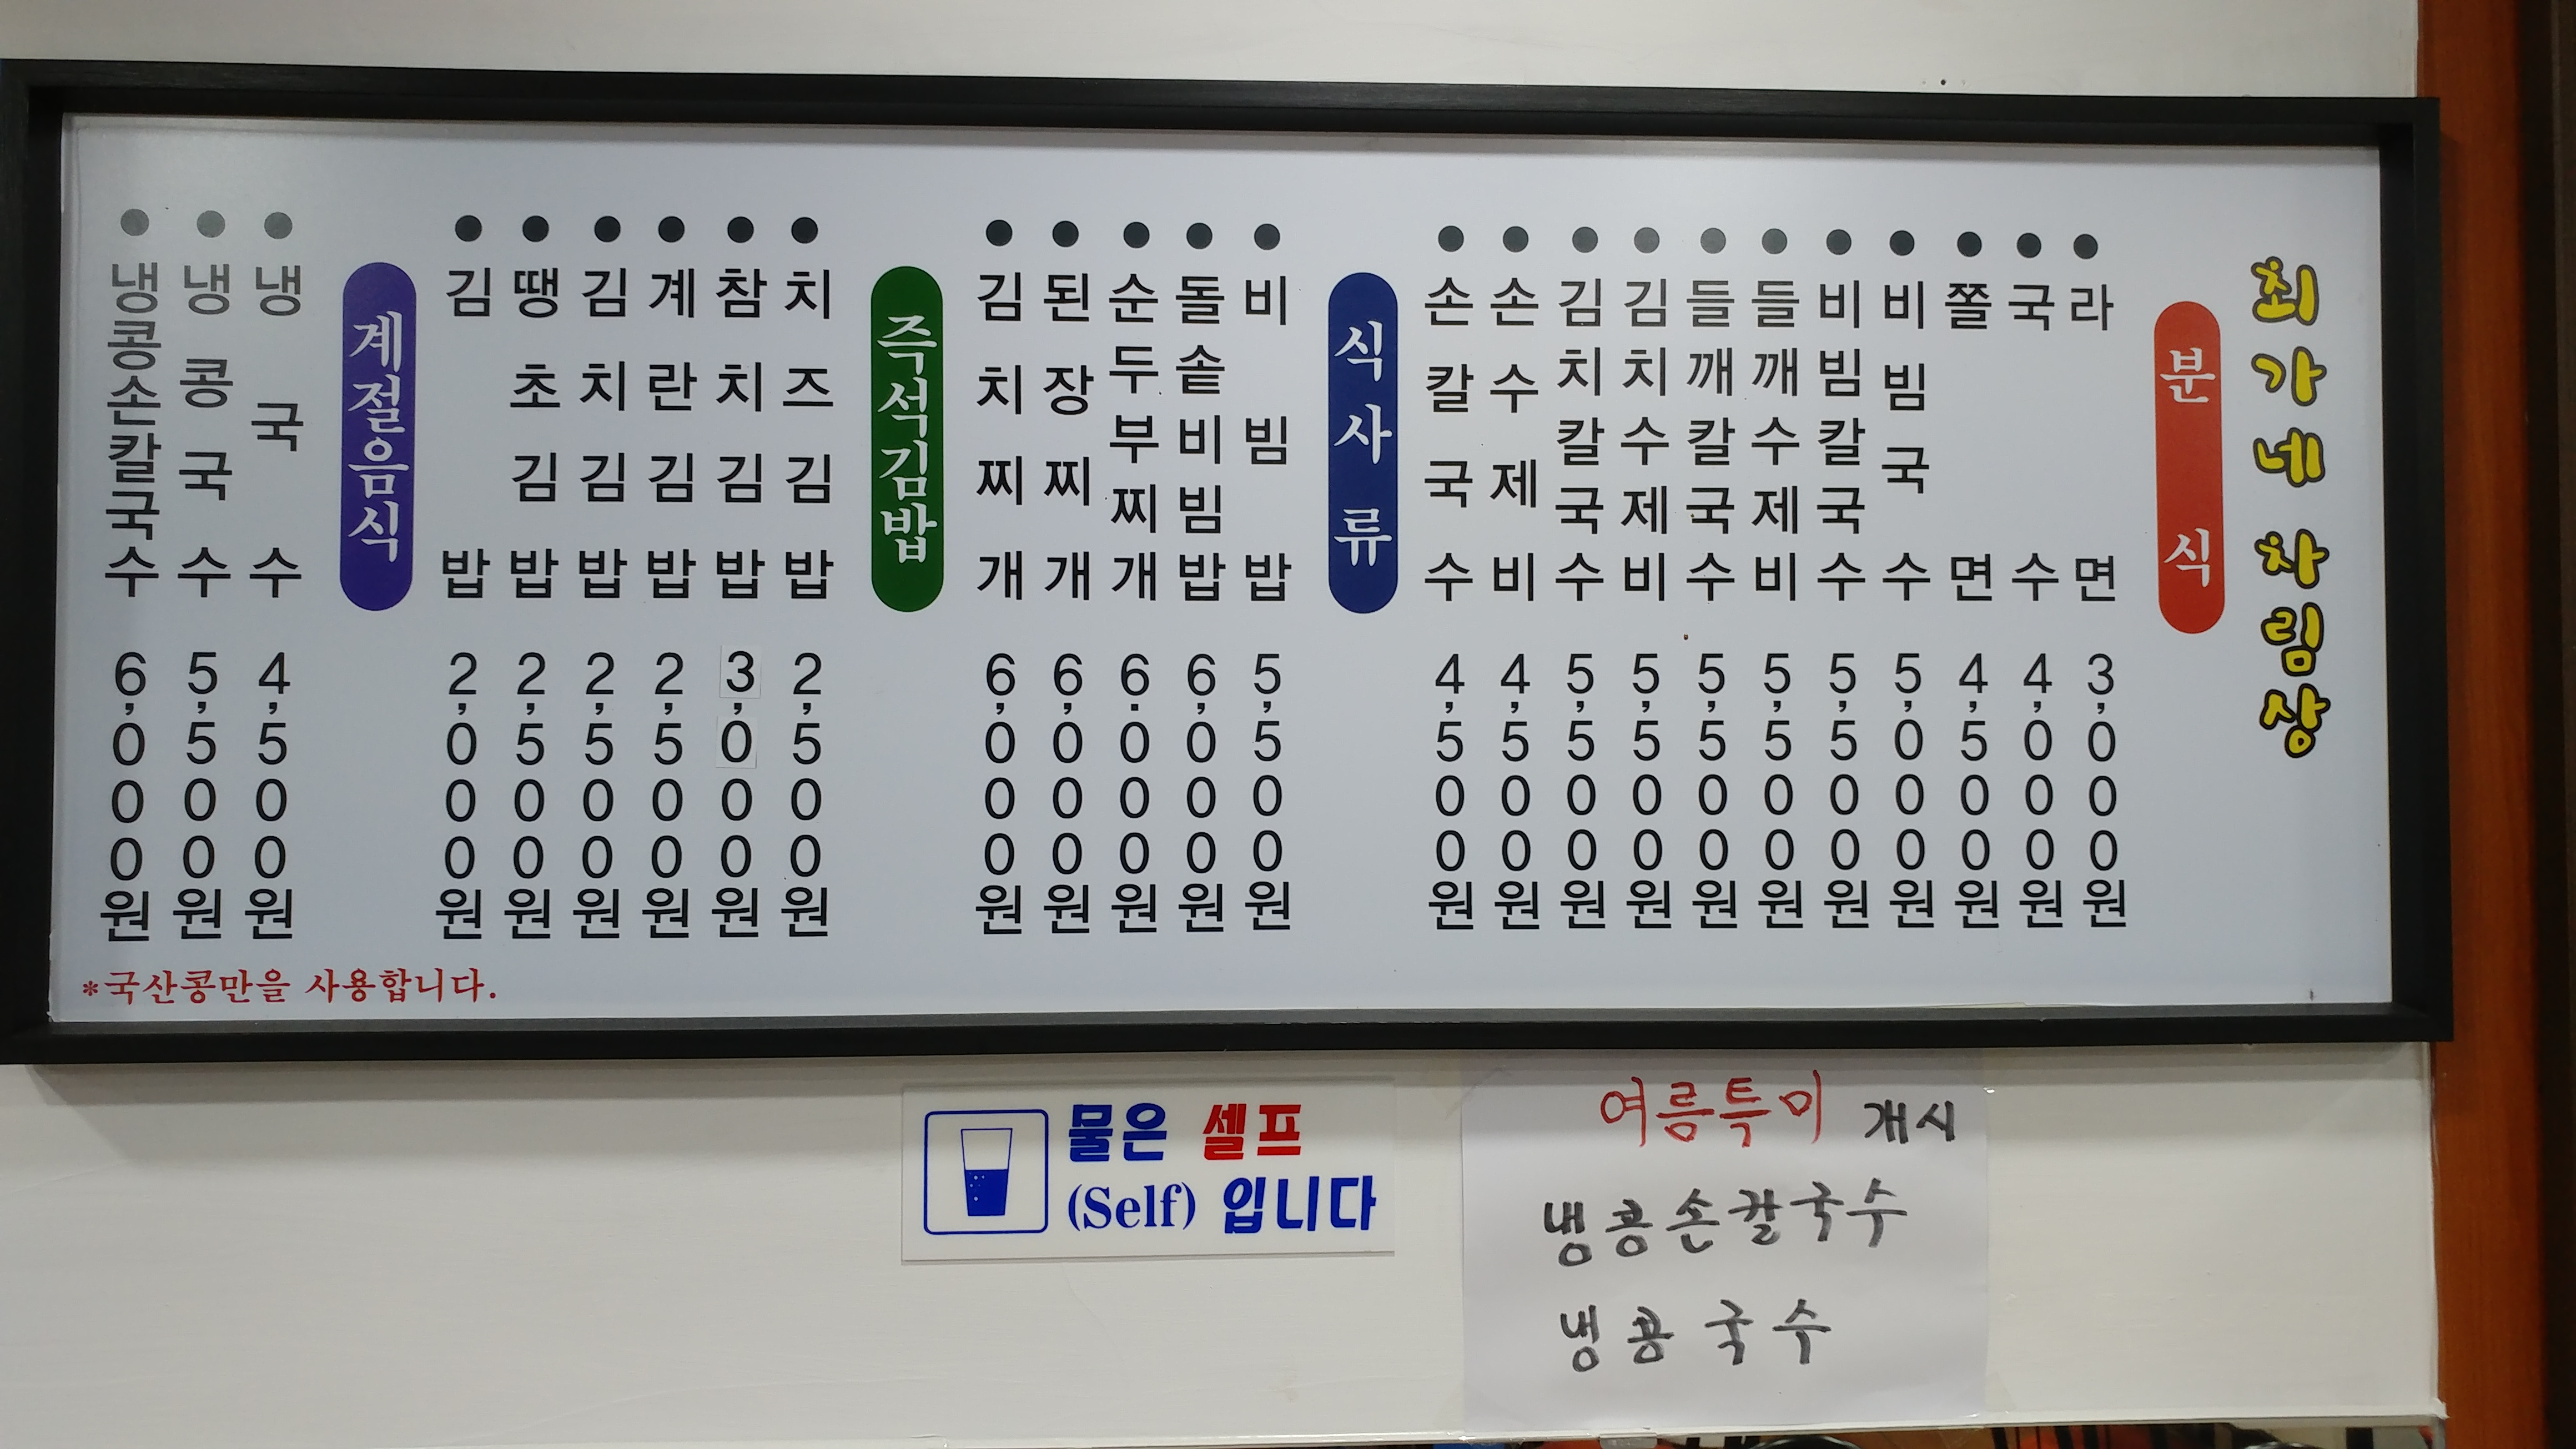 최가네 차림상
분식
라면 3,000원
국수 4,000원
쫄면 4,500원
비빔국수 5,000원
비빔칼국수 5,500원
들깨수제비 5,500원
들깨칼국수 5,500원
김치수제비 5,500원
김치칼국수 5,500원
손수제비 4,500원
손칼국수 4,500원
식사류
비빔밥 5,500원
돌솥비빔밥 6,000원
순두부찌개 6.000원
된장찌개 6,000원
김치찌개 6,000원
즉석김밥
치즈김밥 2,500원
참치김밥 3,000원
계란김밥 2,500원
김치김밥 2,500원
땡초김밥 2,500원
김밥 2,000원
계절음식
냉국수 4,500원
냉콩국수 5,500원
냉콩손칼국수 6,000원
*국산콩만을 사용합니다.
물은 셀프
(Self) 입니다
여름특미 개시
냉콩손칼국수
냉콩국수